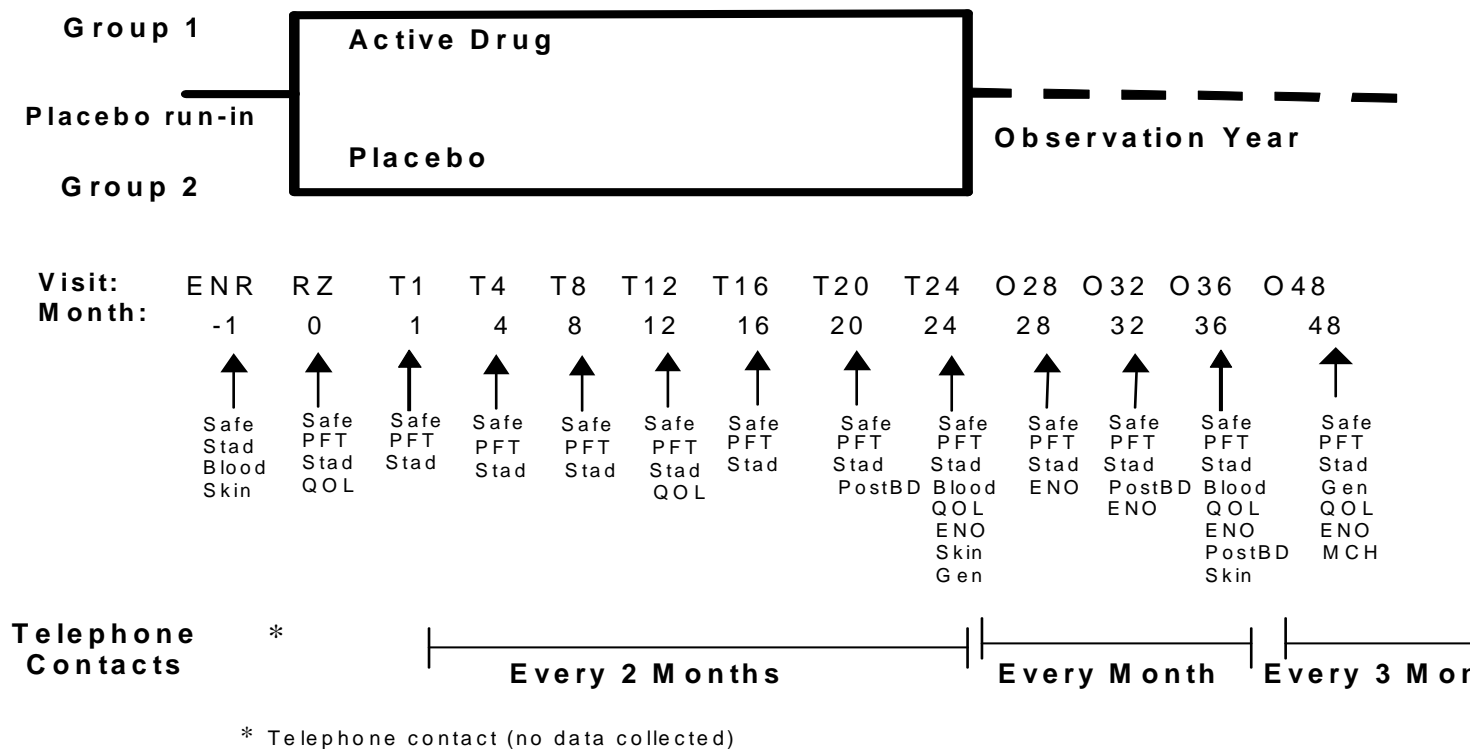 Group 1
Active Drug
Placebo run-in
Observation Year
Placebo
Group 2
Visit: ENR RZ T1 T4 T8 T12 T16 T20 T24 O28 O32 O36 O48
Month: -1 0 1 4 8 12 16 20 24 28 32 36 48
Safe
Stad
Blood
Skin
Safe
PFT
Stad
QOL
Safe
PFT
Stad
Safe
PFT
Stad
Safe
PFT
Stad
Safe
PFT
Stad
QOL
Safe
PFT
Stad
Safe
PFT
Stad
PostBD
Safe
PFT
Stad
Blood
QOL
ENO
Skin
Gen
Safe
PFT
Stad
ENO
Safe
PFT
Stad
PostBD
ENO
Safe
PFT
Stad
Blood
QOL
ENO
PostBD
Skin
Safe
PFT
Stad
Gen
QOL
ENO
MCH
Telephone *
Contacts
Every 2 Months
Every Month
Every 3 Mon
* Telephone contact (no data collected)